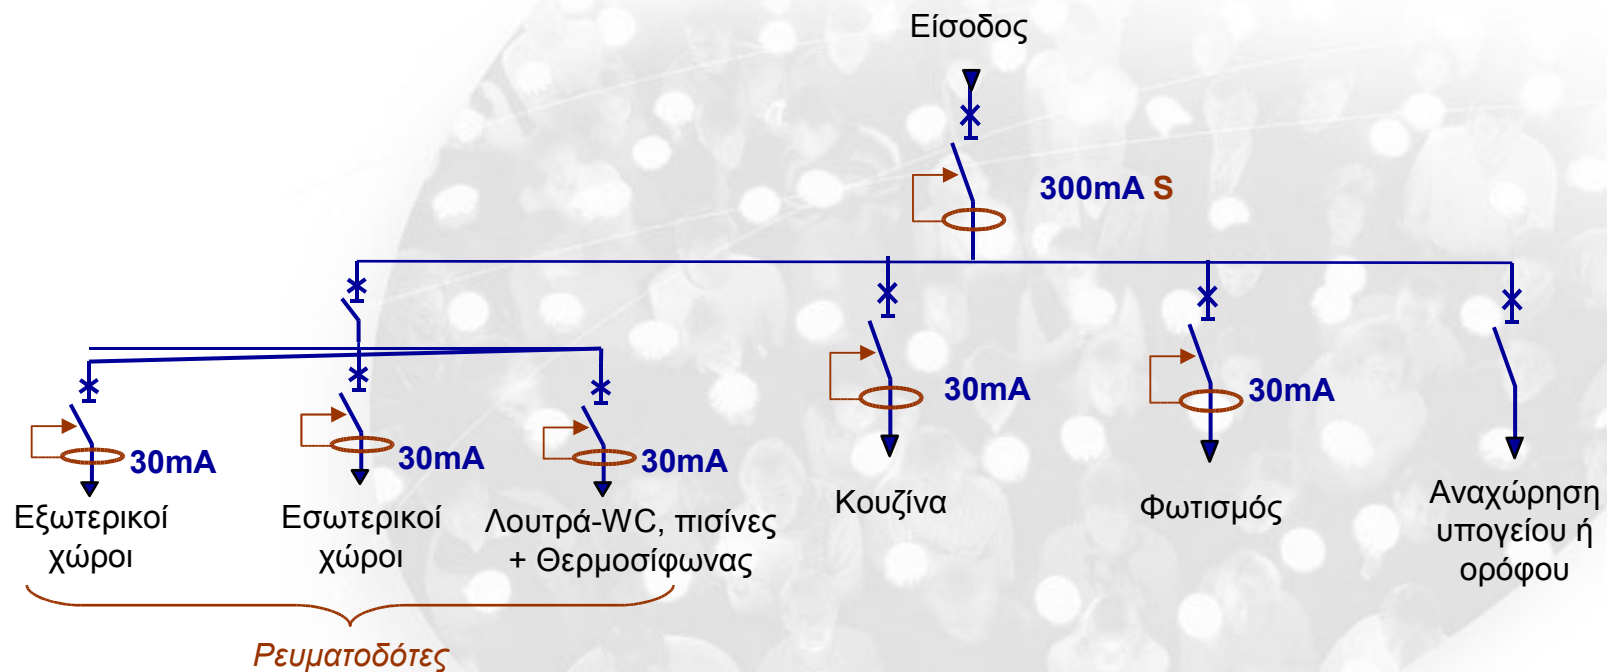 Είσοδος
300mA S
30mA
30mA
30mA
30mA
30mA
Εξωτερικοί
χώροι
Εσωτερικοί
χώροι
Λουτρά-WC, πισίνες
+ Θερμοσίφωνας
Κουζίνα
Φωτισμός
Αναχώρηση
υπογείου ή
ορόφου
Ρευματοδότες